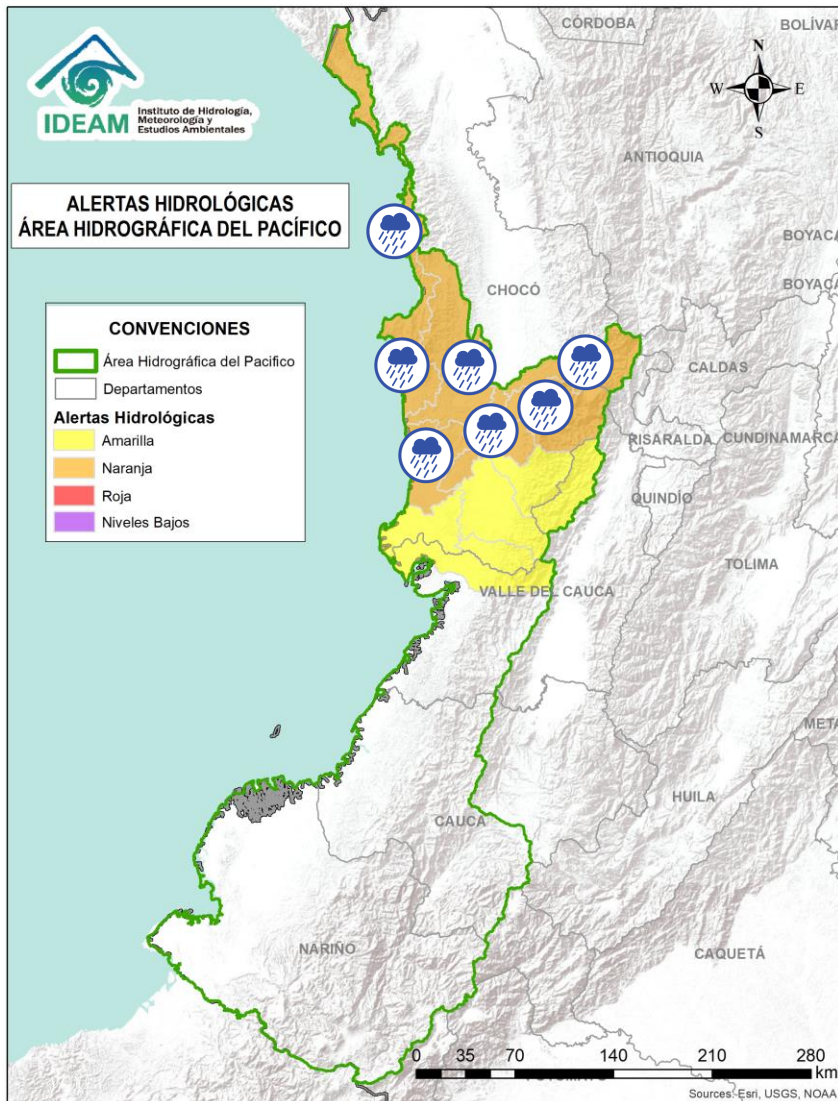 IDEAM
Instituto de Hidrología,
Meteorología y
Estudios Ambientales
ALERTAS HIDROLÓGICAS
ÁREA HIDROGRÁFICA DEL PACÍFICO
CONVENCIONES
Área Hidrográfica del Pacifico
Departamentos
Alertas Hidrológicas
Amarilla
Naranja
Roja
Niveles Bajos
N
W
E
S
CÓRDOBA
BOLÍVAR
ANTIOQUIA
BOYACÁ
BOYACÁ
CHOCÓ
CALDAS
RISARALDA
CUNDINAMARCA
QUINDÍO
TOLIMA
VALLE DEL CAUCA
META
HUILA
CAUCA
NARIÑO
CAQUETÁ
0 35 70 140 210 280
km
Sources: Esri, USGS, NOAA